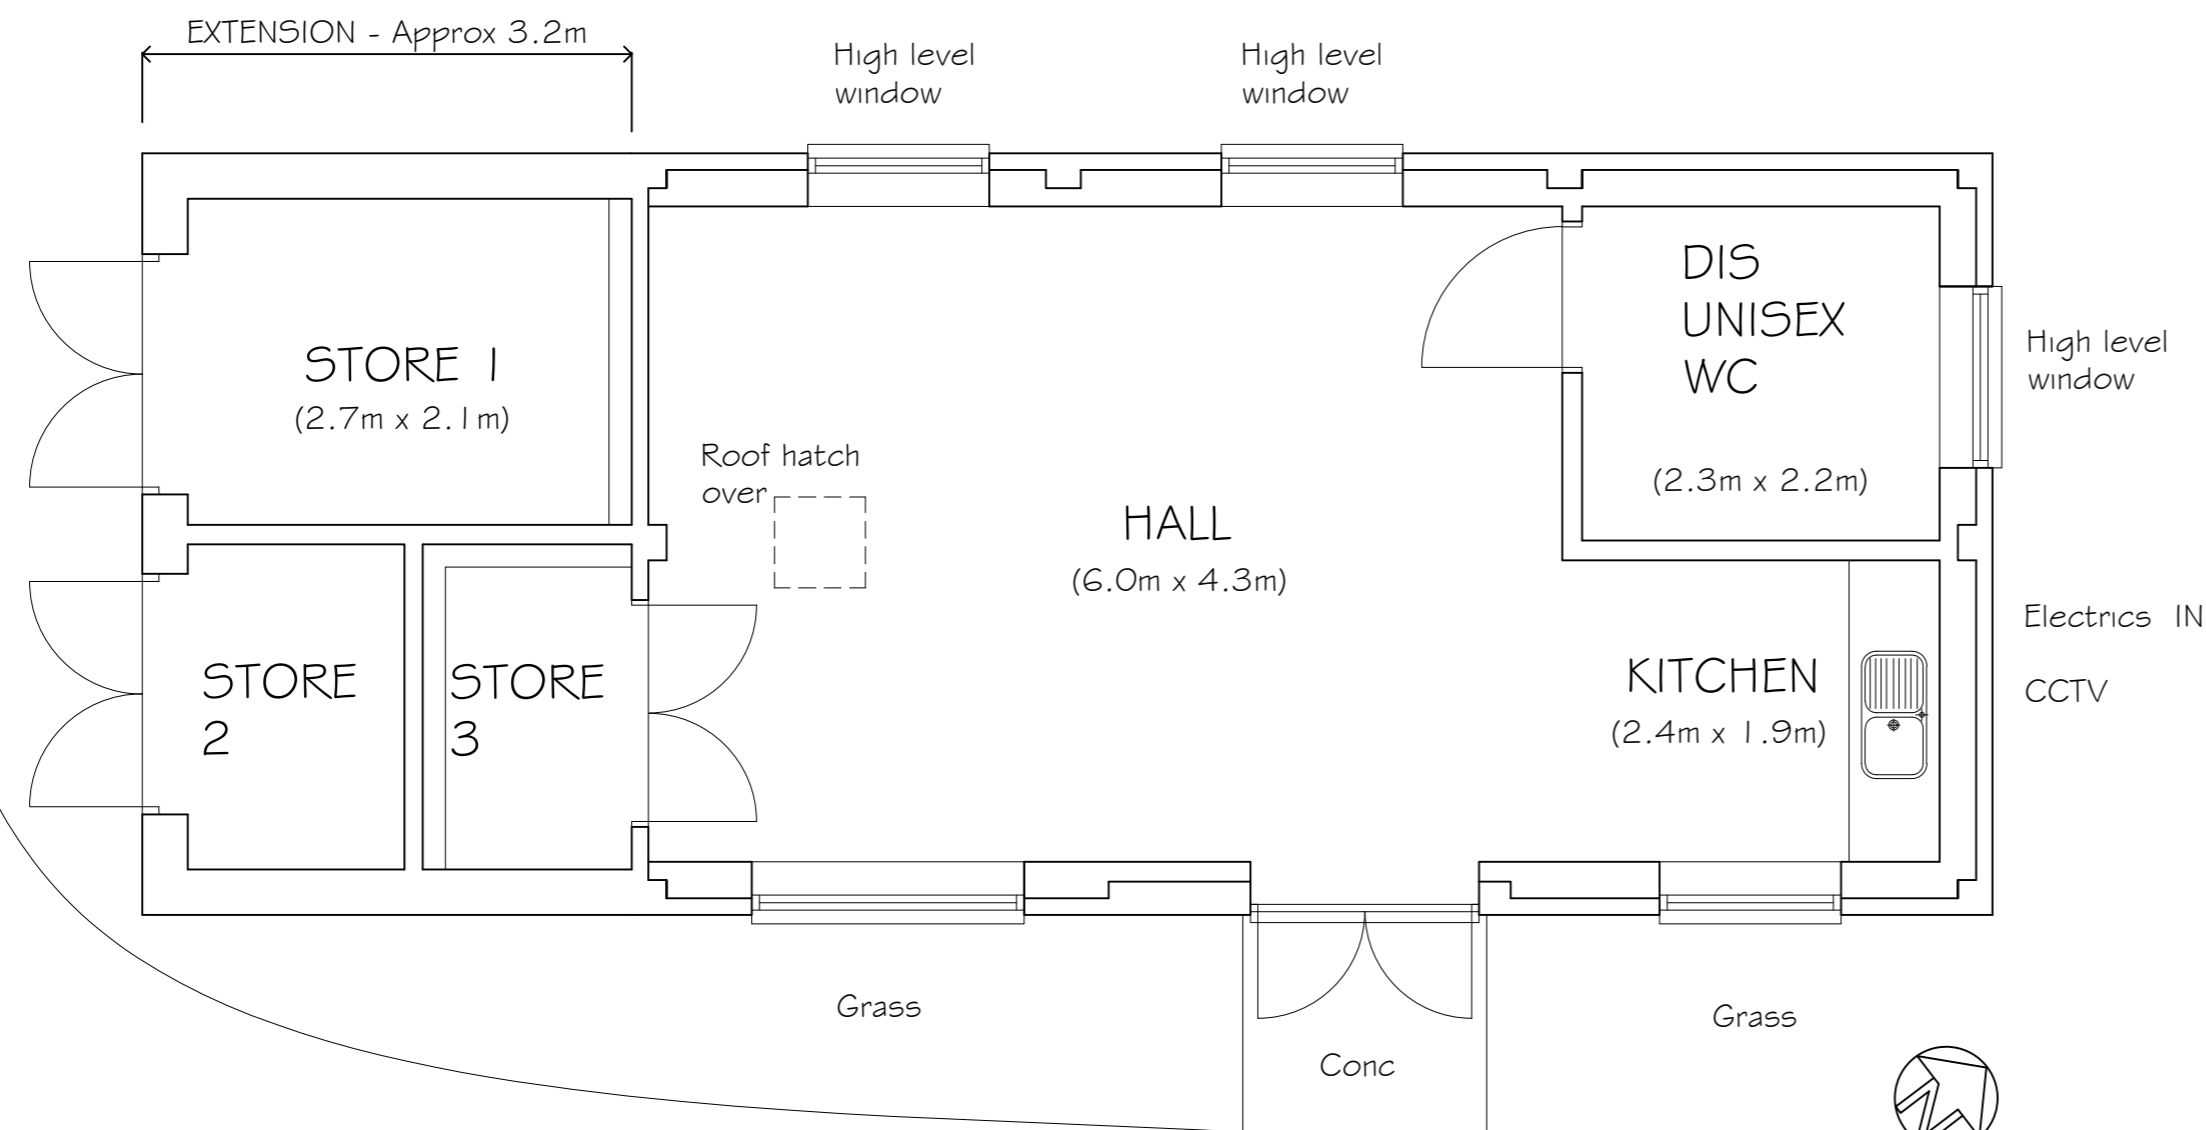 EXTENSION - Approx 3.2m
High level
window
High level
window
STORE 1
(2.7m x 2.1m)
Roof hatch
over
HALL
(6.0m x 4.3m)
DIS
UNISEX
WC
(2.3m x 2.2m)
High level
window
STORE
2
STORE
3
KITCHEN
(2.4m x 1.9m)
Electrics IN
CCTV
Grass
Conc
Grass
N